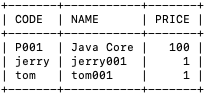 +-------+-----------+-------+
| CODE  | NAME      | PRICE |
+-------+-----------+-------+
| P001  | Java Core |   100 |
| jerry | jerry001  |     1 |
| tom   | tom001    |     1 |
+-------+-----------+-------+